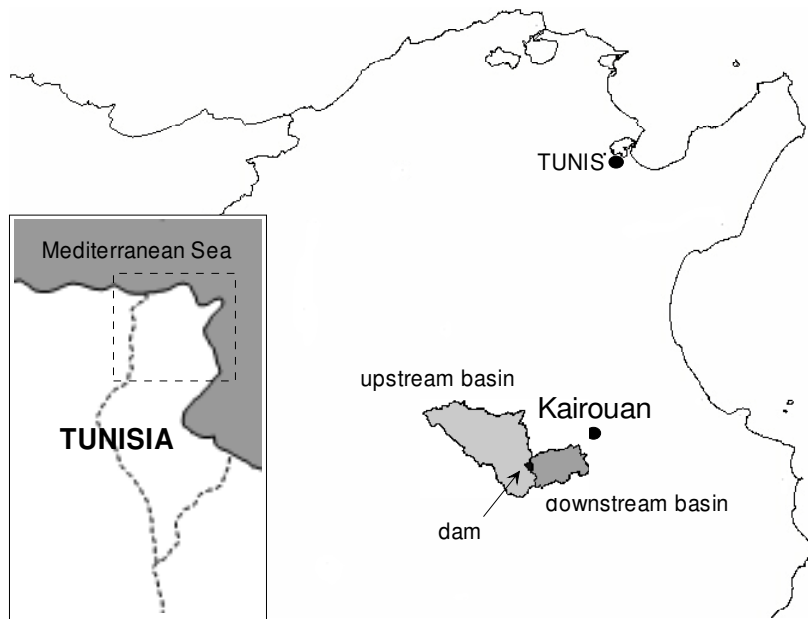 TUNIS
Mediterranean Sea
upstream basin
Kairouan
TUNISIA
downstream basin
dam